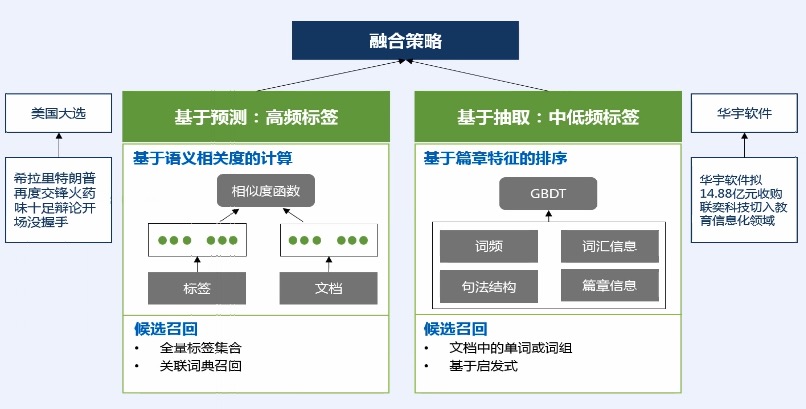 融合策略
美国大选
希拉里特朗普
再度交锋火药
味十足辩论开
场没握手
基于预测：高频标签
基于语义相关度的计算
相似度函数
标签
文档
候选召回
• 全量标签集合
• 关联词典召回
基于抽取：中低频标签
基于篇章特征的排序
GBDT
词频
词汇信息
句法结构
篇章信息
候选召回
• 文档中的单词或词组
• 基于启发式
华宇软件
华宇软件拟
14.88亿元收购
联奕科技切入教
育信息化领域